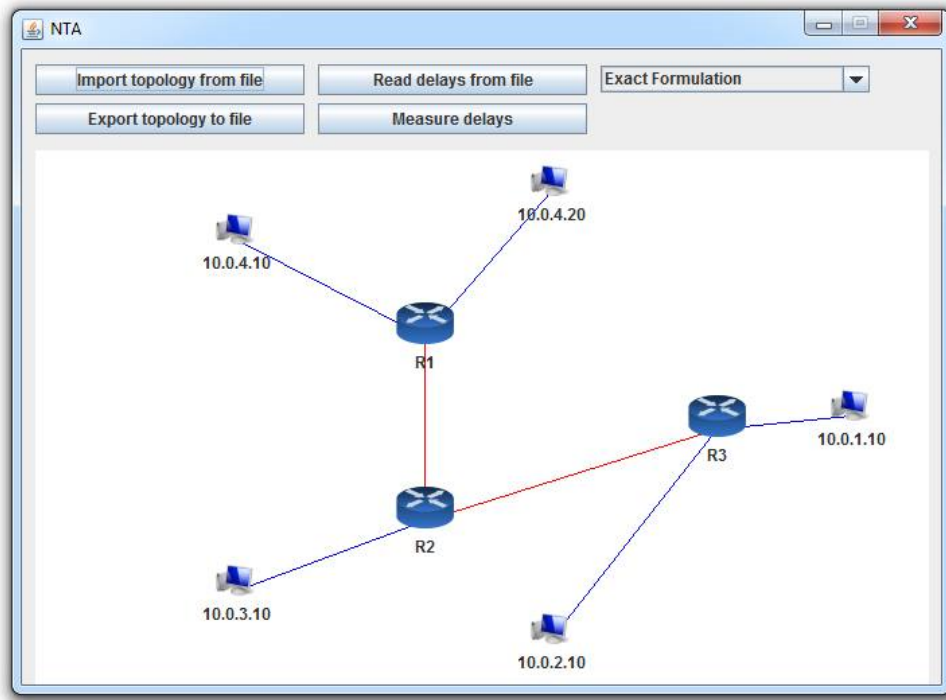 NTA
Import topology from file
Read delays from file
Exact Formulation
Export topology to file
Measure delays
10.0.4.20
10.0.4.10
R1
10.0.1.10
R3
R2
10.0.3.10
10.0.2.10